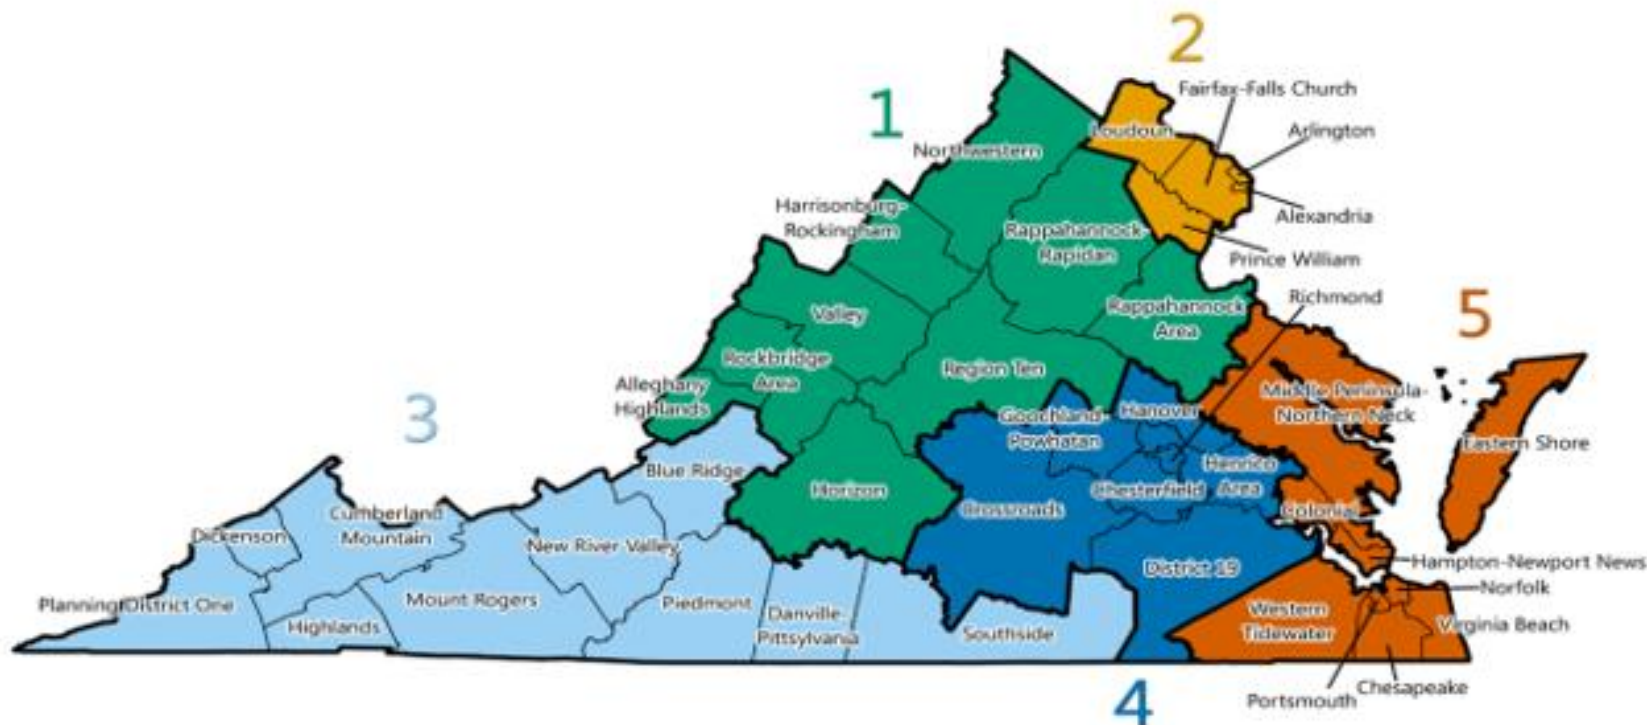 2
Fairfax-Falls Church
1
Loudoun
Arlington
Northwestern
Harrisonburg-
Rockingham
Alexandria
Rappahannock-
Rapidan
Prince William
Richmond
5
Valley
Rappahannock
Area
Rockbridge
Area
Region Ten
Alleghany
Highlands
3
Middle Peninsula-
Northern Neck
Goochland-
Powhatan
Hanover
Eastern Shore
Blue Ridge
Henrico
Area
Horizon
Chesterfield
Crossroads
Colonial
Cumberland
Mountain
Dickenson
New River Valley
Hampton-Newport News
District 19
Norfolk
Planning District One
Mount Rogers
Piedmont
Danville-
Pittsylvania
Western
Tidewater
Highlands
Southside
Virginia Beach
Portsmouth
Chesapeake
4